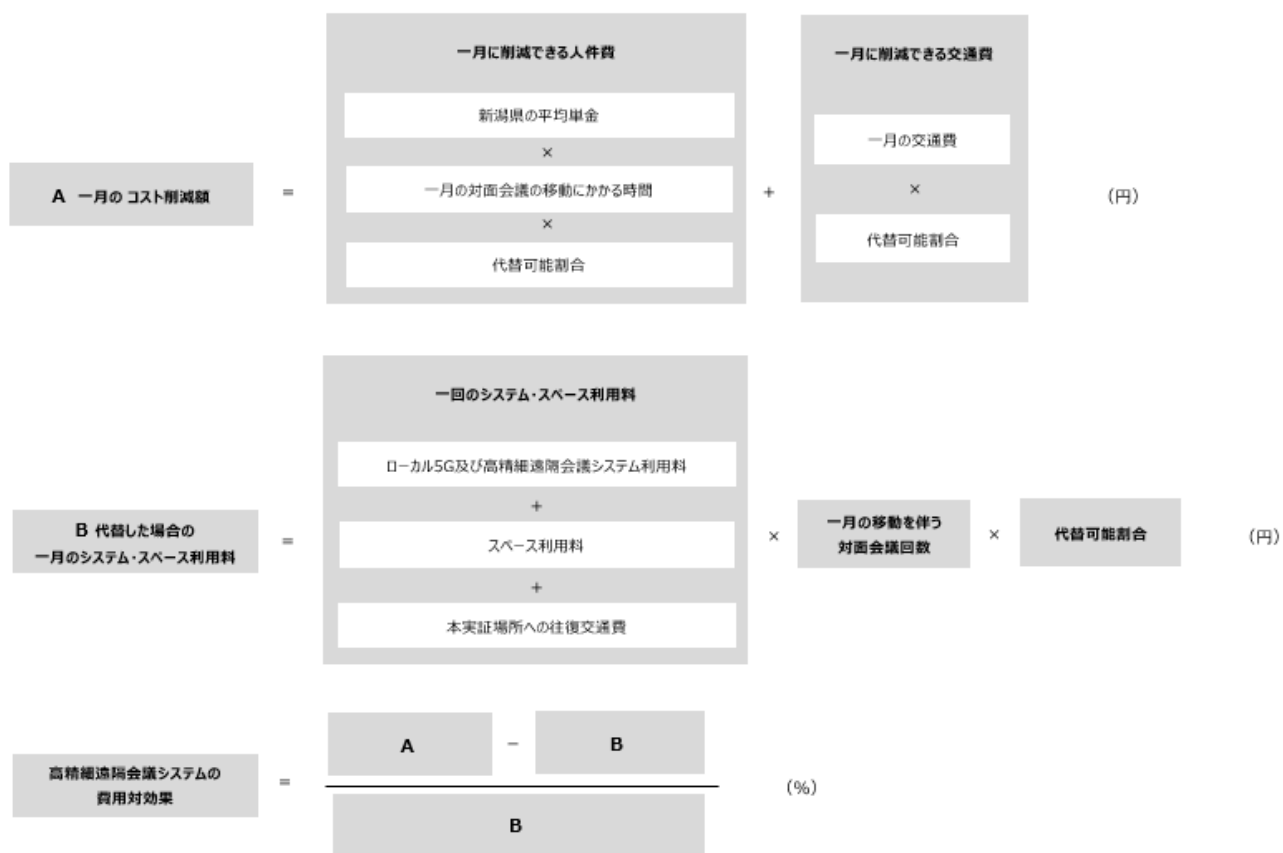 一月に削減できる人件費
新潟県の平均単金
×
一月の対面会議の移動にかかる時間
×
代替可能割合
一月に削減できる交通費
一月の交通費
×
代替可能割合
A 一月の コスト削減額
=
+
（円）
一回のシステム・スペース利用料
ローカル5G及び高精細遠隔会議システム利用料
+
スペース利用料
+
本実証場所への往復交通費
B 代替した場合の
一月のシステム・スペース利用料
=
×
一月の移動を伴う
対面会議回数
×
代替可能割合
（円）
高精細遠隔会議システムの
費用対効果
=
A − B
B
（%）